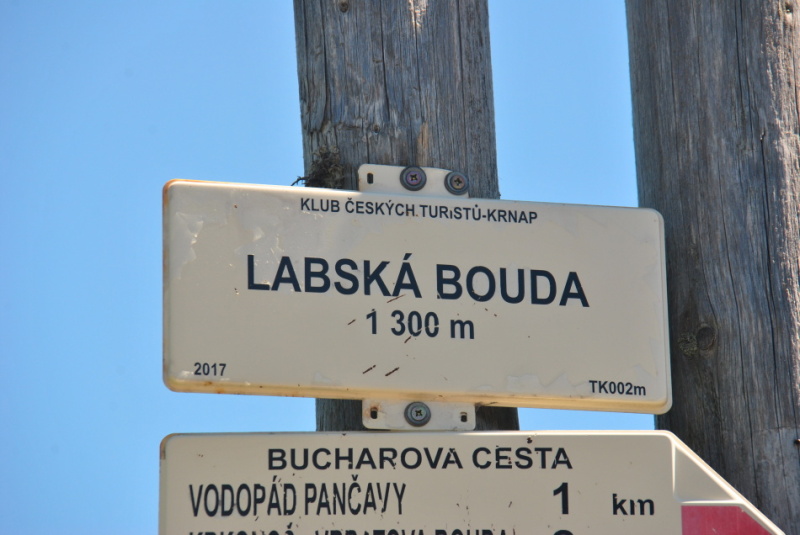 KLUB ČESKÝCH TURISTŮ-KRNAP
LABSKÁ BOUDA
1 300 m
2017
TK002m
BUCHAROVA CESTA
VODOPÁD PANČAVY 1 km